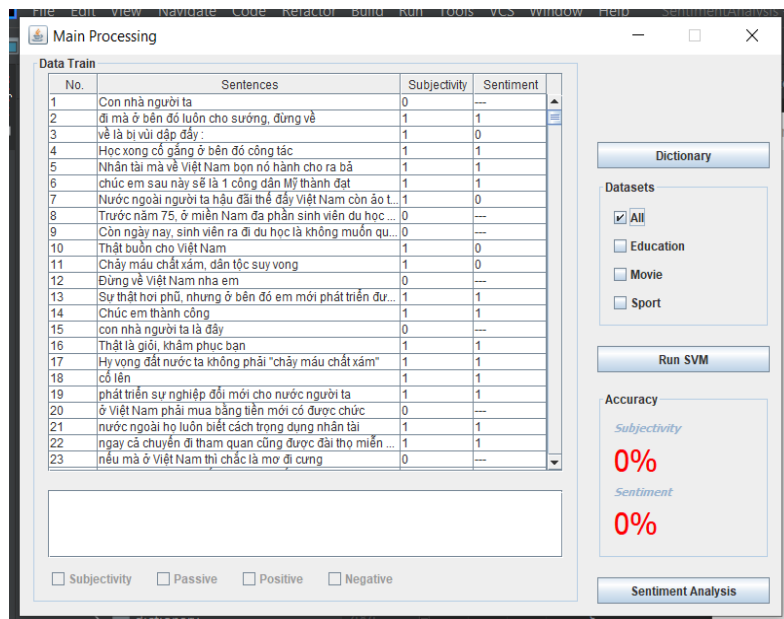 File Edit View Navigate Code Refactor Build Run Tools VCS Window Help SentimentAnalysis
Main Processing
Data Train
No. Sentences Subjectivity Sentiment
1 Con nhà người ta 0 ---
2 đi mà ở bên đó luôn cho sướng, đừng về 1 1
3 về là bị vùi dập đấy : 1 0
4 Học xong cố gắng ở bên đó công tác 1 1
5 Nhân tài mà về Việt Nam bọn nó hành cho ra bã 1 1
6 chúc em sau này sẽ là 1 công dân Mỹ thành đạt 1 1
7 Nước ngoài người ta hậu đãi thế đấy Việt Nam còn ảo t... 1 0
8 Trước năm 75, ở miền Nam đa phần sinh viên du học ... 0 ---
9 Còn ngày nay, sinh viên ra đi du học là không muốn qu... 0 ---
10 Thật buồn cho Việt Nam 1 0
11 Chảy máu chất xám, dân tộc suy vong 1 0
12 Đừng về Việt Nam nha em 0 ---
13 Sự thật hơi phũ, nhưng ở bên đó em mới phát triển đư... 1 1
14 Chúc em thành công 1 1
15 con nhà người ta là đây 0 ---
16 Thật là giỏi, khâm phục bạn 1 1
17 Hy vọng đất nước ta không phải "chảy máu chất xám" 1 1
18 cố lên 1 1
19 phát triển sự nghiệp đổi mới cho nước người ta 1 1
20 ở Việt Nam phải mua bằng tiền mới có được chức 0 ---
21 nước ngoài họ luôn biết cách trọng dụng nhân tài 1 1
22 ngay cả chuyến đi tham quan cũng được đài thọ miễn ... 1 1
23 nếu mà ở Việt Nam thì chắc là mơ đi cưng 0 ---
Subjectivity Passive Positive Negative
Dictionary
Datasets
All
Education
Movie
Sport
Run SVM
Accuracy
Subjectivity
0%
Sentiment
0%
Sentiment Analysis